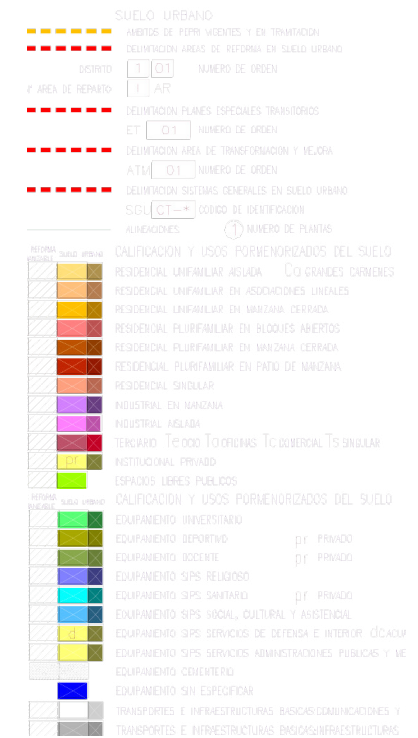 SUELO URBANO
AMBITOS DE PEPRI VIGENTES Y EN TRAMITACION
DELIMITACION AREAS DE REFORMA EN SUELO URBANO
DISTRITO 1 01 NUMERO DE ORDEN
Nº AREA DE REPARTO 1 AR
DELIMITACION PLANES ESPECIALES TRANSITORIOS
ET 01 NUMERO DE ORDEN
DELIMITACION AREA DE TRANSFORMACION Y MEJORA
ATM 01 NUMERO DE ORDEN
DELIMITACION SISTEMAS GENERALES EN SUELO URBANO
SGU CT-* CODIGO DE IDENTIFICACION
ALINEACIONES 1 NUMERO DE PLANTAS
REFORMA SUELO URBANO CALIFICACION Y USOS PORMENORIZADOS DEL SUELO
RESIDENCIAL UNIFAMILIAR AISLADA CG GRANDES CARMENES
RESIDENCIAL UNIFAMILIAR EN ASOCIACIONES LINEALES
RESIDENCIAL UNIFAMILIAR EN MANZANA CERRADA
RESIDENCIAL PLURIFAMILIAR EN BLOQUES ABIERTOS
RESIDENCIAL PLURIFAMILIAR EN MANZANA CERRADA
RESIDENCIAL PLURIFAMILIAR EN PATIO DE MANZANA
RESIDENCIAL SINGULAR
INDUSTRIAL EN MANZANA
INDUSTRIAL AISLADA
TERCIARIO Te OCIO To OFICINAS Tc COMERCIAL Ts SINGULAR
pr INSTITUCIONAL PRIVADO
ESPACIOS LIBRES PUBLICOS
REFORMA SUELO URBANO CALIFICACION Y USOS PORMENORIZADOS DEL SUELO
EQUIPAMIENTO UNIVERSITARIO
EQUIPAMIENTO DEPORTIVO pr PRIVADO
EQUIPAMIENTO DOCENTE pr PRIVADO
EQUIPAMIENTO SIPS RELIGIOSO
EQUIPAMIENTO SIPS SANITARIO pr PRIVADO
EQUIPAMIENTO SIPS SOCIAL, CULTURAL Y ASISTENCIAL
d EQUIPAMIENTO SIPS SERVICIOS DE DEFENSA E INTERIOR
EQUIPAMIENTO SIPS SERVICIOS ADMINISTRACIONES PUBLICAS Y ME
EQUIPAMIENTO CEMENTERIO
EQUIPAMIENTO SIN ESPECIFICAR
TRANSPORTES E INFRAESTRUCTURAS BASICAS:COMUNICACIONES Y
TRANSPORTES E INFRAESTRUCTURAS BASICAS:INFRAESTRUCTURAS